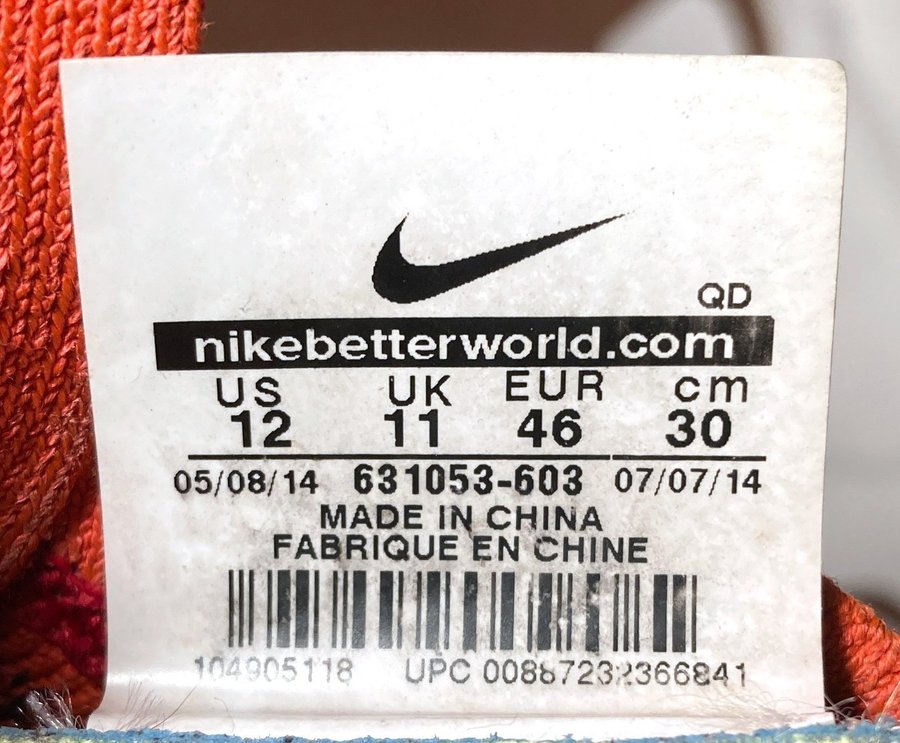 QD
nikebetterworld.com
US UK EUR cm
12 11 46 30
05/08/14 631053-603 07/07/14
MADE IN CHINA
FABRIQUE EN CHINE
104905118 UPC 00887232366841